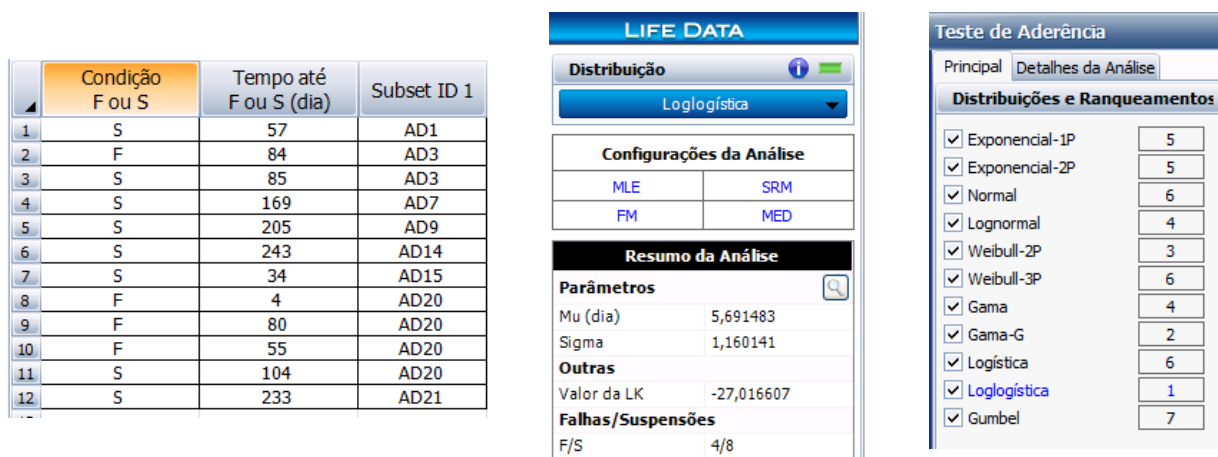 Condição F ou S Tempo até F ou S (dia) Subset ID 1
1 S 57 AD1
2 F 84 AD3
3 S 85 AD3
4 S 169 AD7
5 S 205 AD9
6 S 243 AD14
7 S 34 AD15
8 F 4 AD20
9 F 80 AD20
10 F 55 AD20
11 S 104 AD20
12 S 233 AD21
LIFE DATA
Distribuição
Loglogística
Configurações da Análise
MLE SRM
FM MED
Resumo da Análise
Parâmetros
Mu (dia) 5,691483
Sigma 1,160141
Outras
Valor da LK -27,016607
Falhas/Suspensões
F/S 4/8
Teste de Aderência
Principal Detalhes da Análise
Distribuições e Ranqueamentos
Exponencial-1P 5
Exponencial-2P 5
Normal 6
Lognormal 4
Weibull-2P 3
Weibull-3P 6
Gama 4
Gama-G 2
Logística 6
Loglogística 1
Gumbel 7